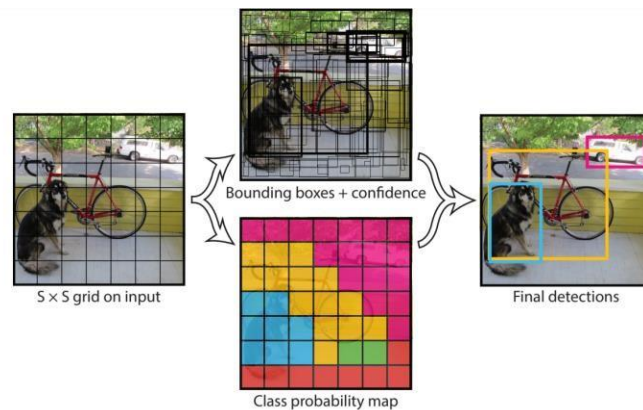 Bounding boxes + confidence
S × S grid on input
Final detections
Class probability map